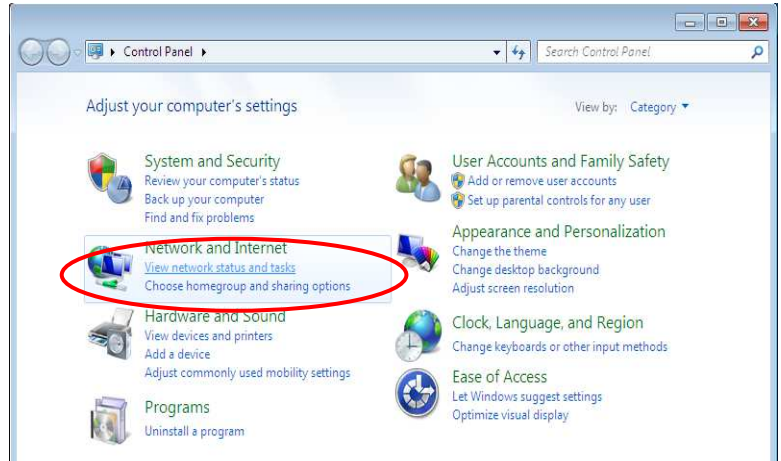 Control Panel
Search Control Panel
Adjust your computer's settings
View by: Category
System and Security
Review your computer's status
Back up your computer
Find and fix problems
Network and Internet
View network status and tasks
Choose homegroup and sharing options
Hardware and Sound
View devices and printers
Add a device
Adjust commonly used mobility settings
Programs
Uninstall a program
User Accounts and Family Safety
Add or remove user accounts
Set up parental controls for any user
Appearance and Personalization
Change the theme
Change desktop background
Adjust screen resolution
Clock, Language, and Region
Change keyboards or other input methods
Ease of Access
Let Windows suggest settings
Optimize visual display